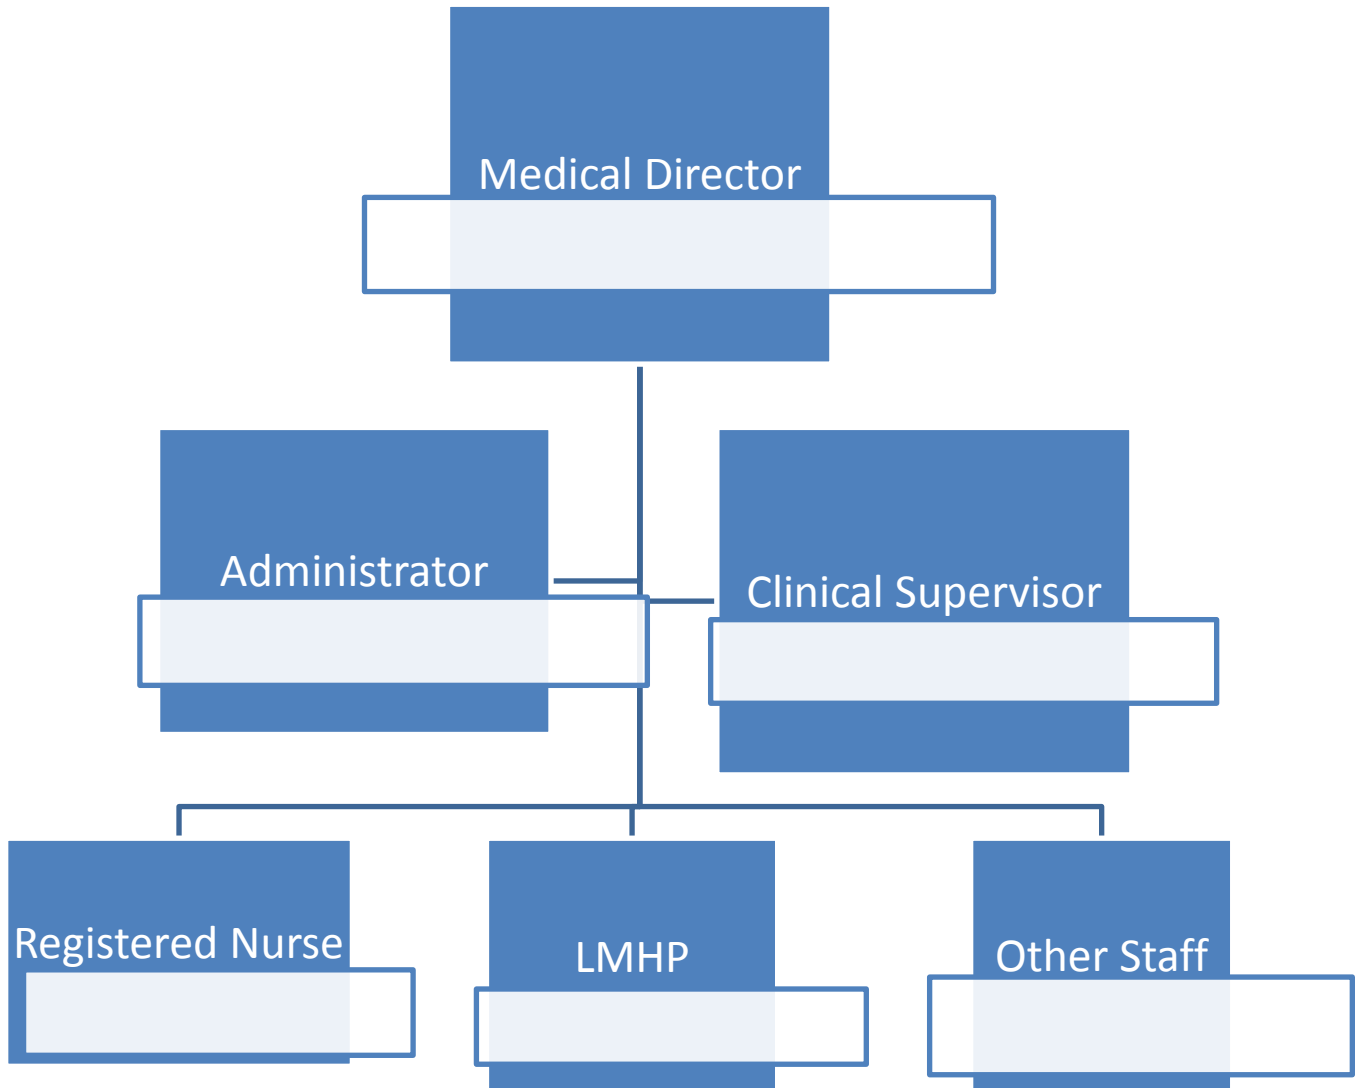 Medical Director
Administrator
Clinical Supervisor
Registered Nurse
LMHP
Other Staff